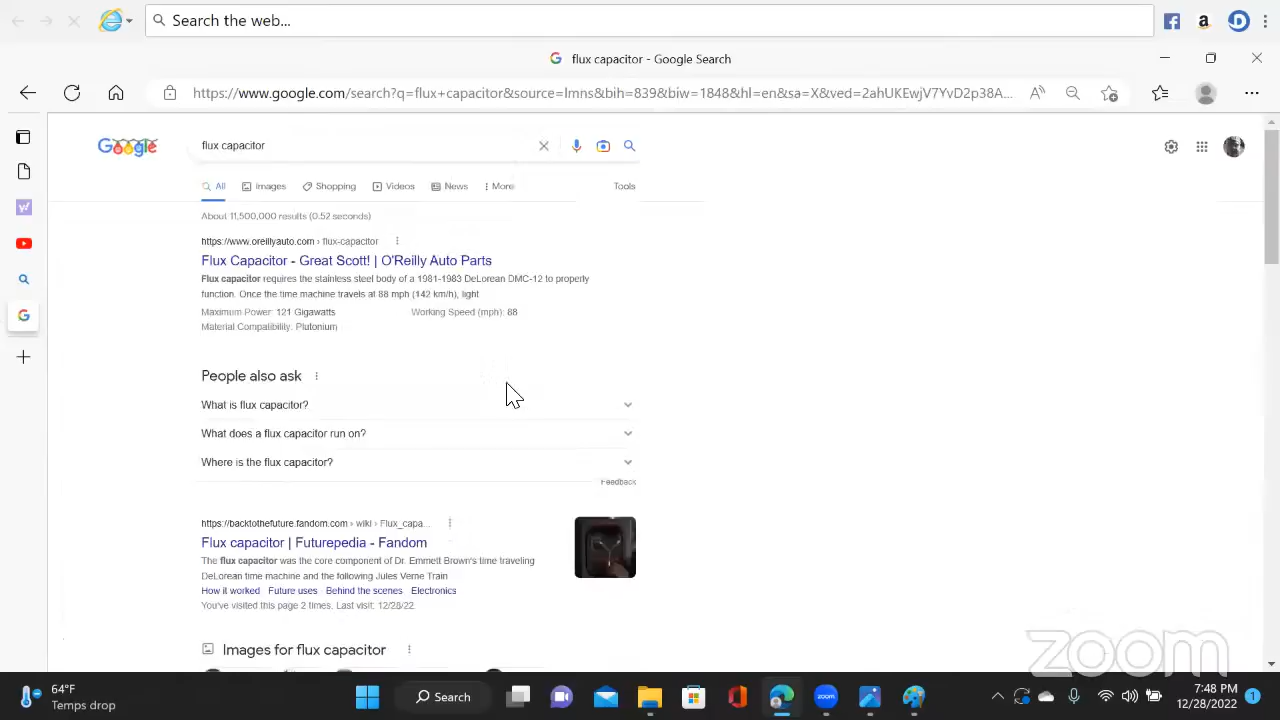 Search the web...
flux capacitor - Google Search
https://www.google.com/search?q=flux+capacitor&source=lmns&bih=839&biw=1848&hl=en&sa=X&ved=2ahUKEwjV7YvD2p38A...
Google
flux capacitor
All Images Shopping Videos News More Tools
About 11,500,000 results (0.52 seconds)
https://www.oreillyauto.com › flux-capacitor
Flux Capacitor - Great Scott! | O'Reilly Auto Parts
Flux capacitor requires the stainless steel body of a 1981-1983 DeLorean DMC-12 to properly
function. Once the time machine travels at 88 mph (142 km/h), light
Maximum Power: 121 Gigawatts Working Speed (mph): 88
Material Compatibility: Plutonium
People also ask
What is flux capacitor?
What does a flux capacitor run on?
Where is the flux capacitor?
Feedback
https://backtothefuture.fandom.com › wiki › Flux_capa...
Flux capacitor | Futurepedia - Fandom
The flux capacitor was the core component of Dr. Emmett Brown's time traveling
DeLorean time machine and the following Jules Verne Train
How it worked Future uses Behind the scenes Electronics
You've visited this page 2 times. Last visit: 12/28/22
Images for flux capacitor
zoom
64°F
Temps drop
Search
zoom
7:48 PM
12/28/2022
1